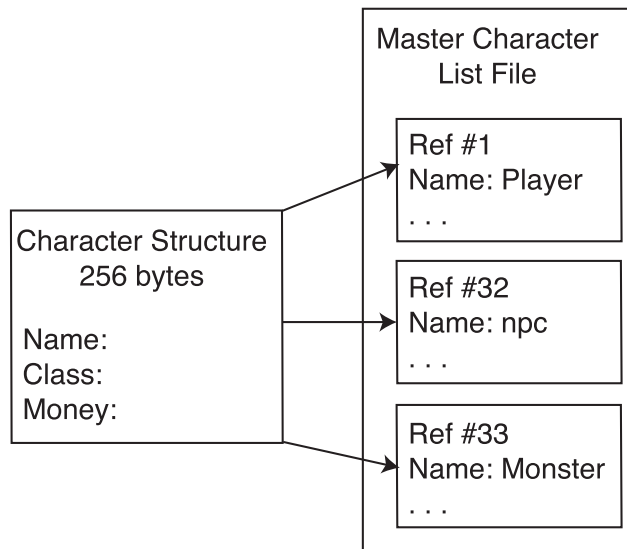 Master Character
List File
Ref #1
Name: Player
. . .
Character Structure
256 bytes
Name:
Class:
Money:
Ref #32
Name: npc
. . .
Ref #33
Name: Monster
. . .